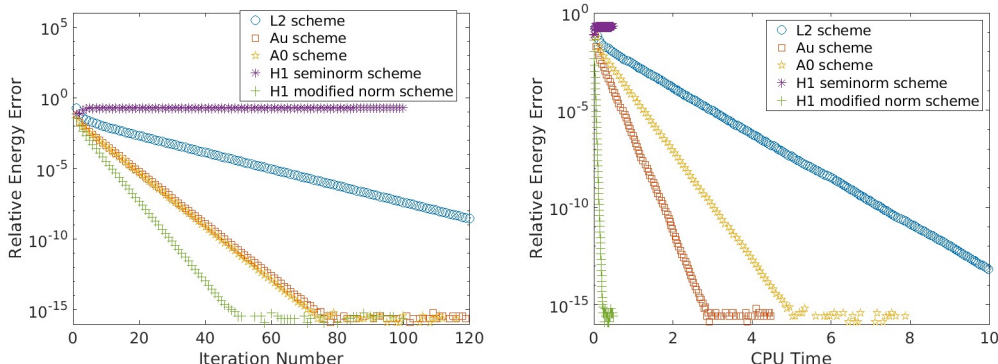 10^5
10^0
10^-5
10^-10
10^-15
Relative Energy Error
0
20
40
60
80
100
120
Iteration Number
L2 scheme
Au scheme
A0 scheme
H1 seminorm scheme
H1 modified norm scheme
10^0
10^-5
10^-10
10^-15
Relative Energy Error
0
2
4
6
8
10
CPU Time
L2 scheme
Au scheme
A0 scheme
H1 seminorm scheme
H1 modified norm scheme